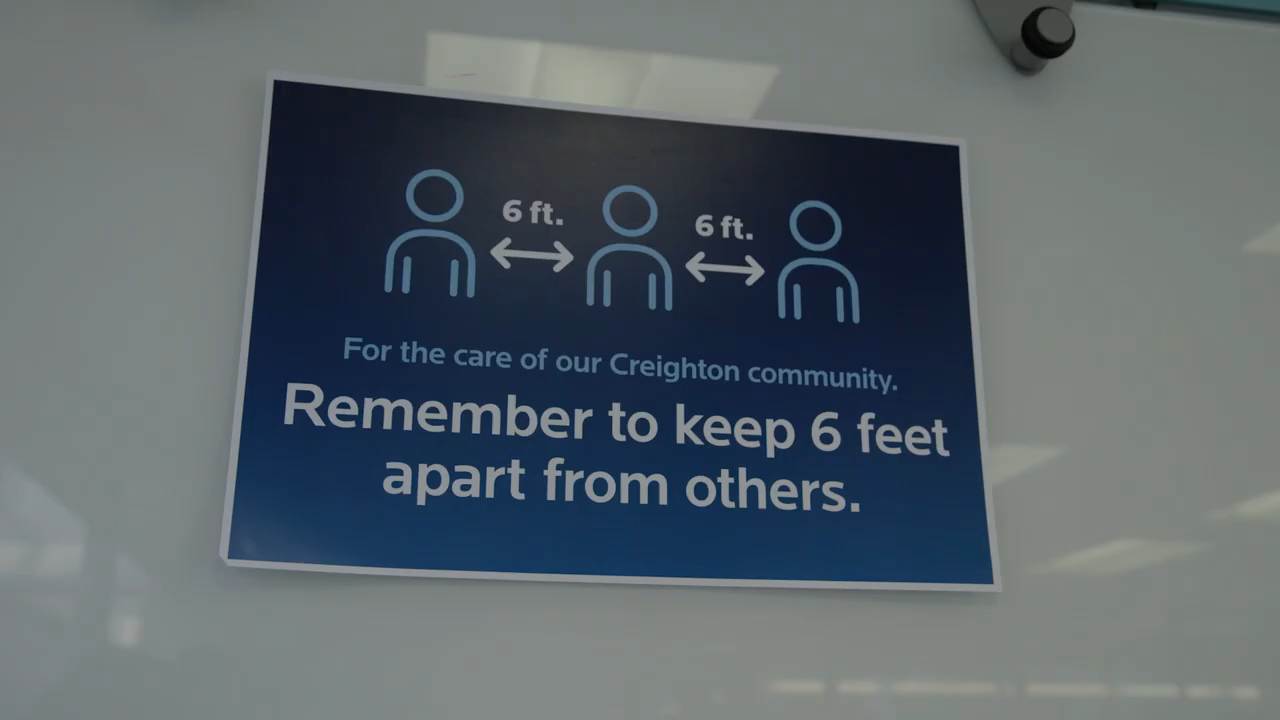 6 ft. 6 ft.
For the care of our Creighton community.
Remember to keep 6 feet
apart from others.